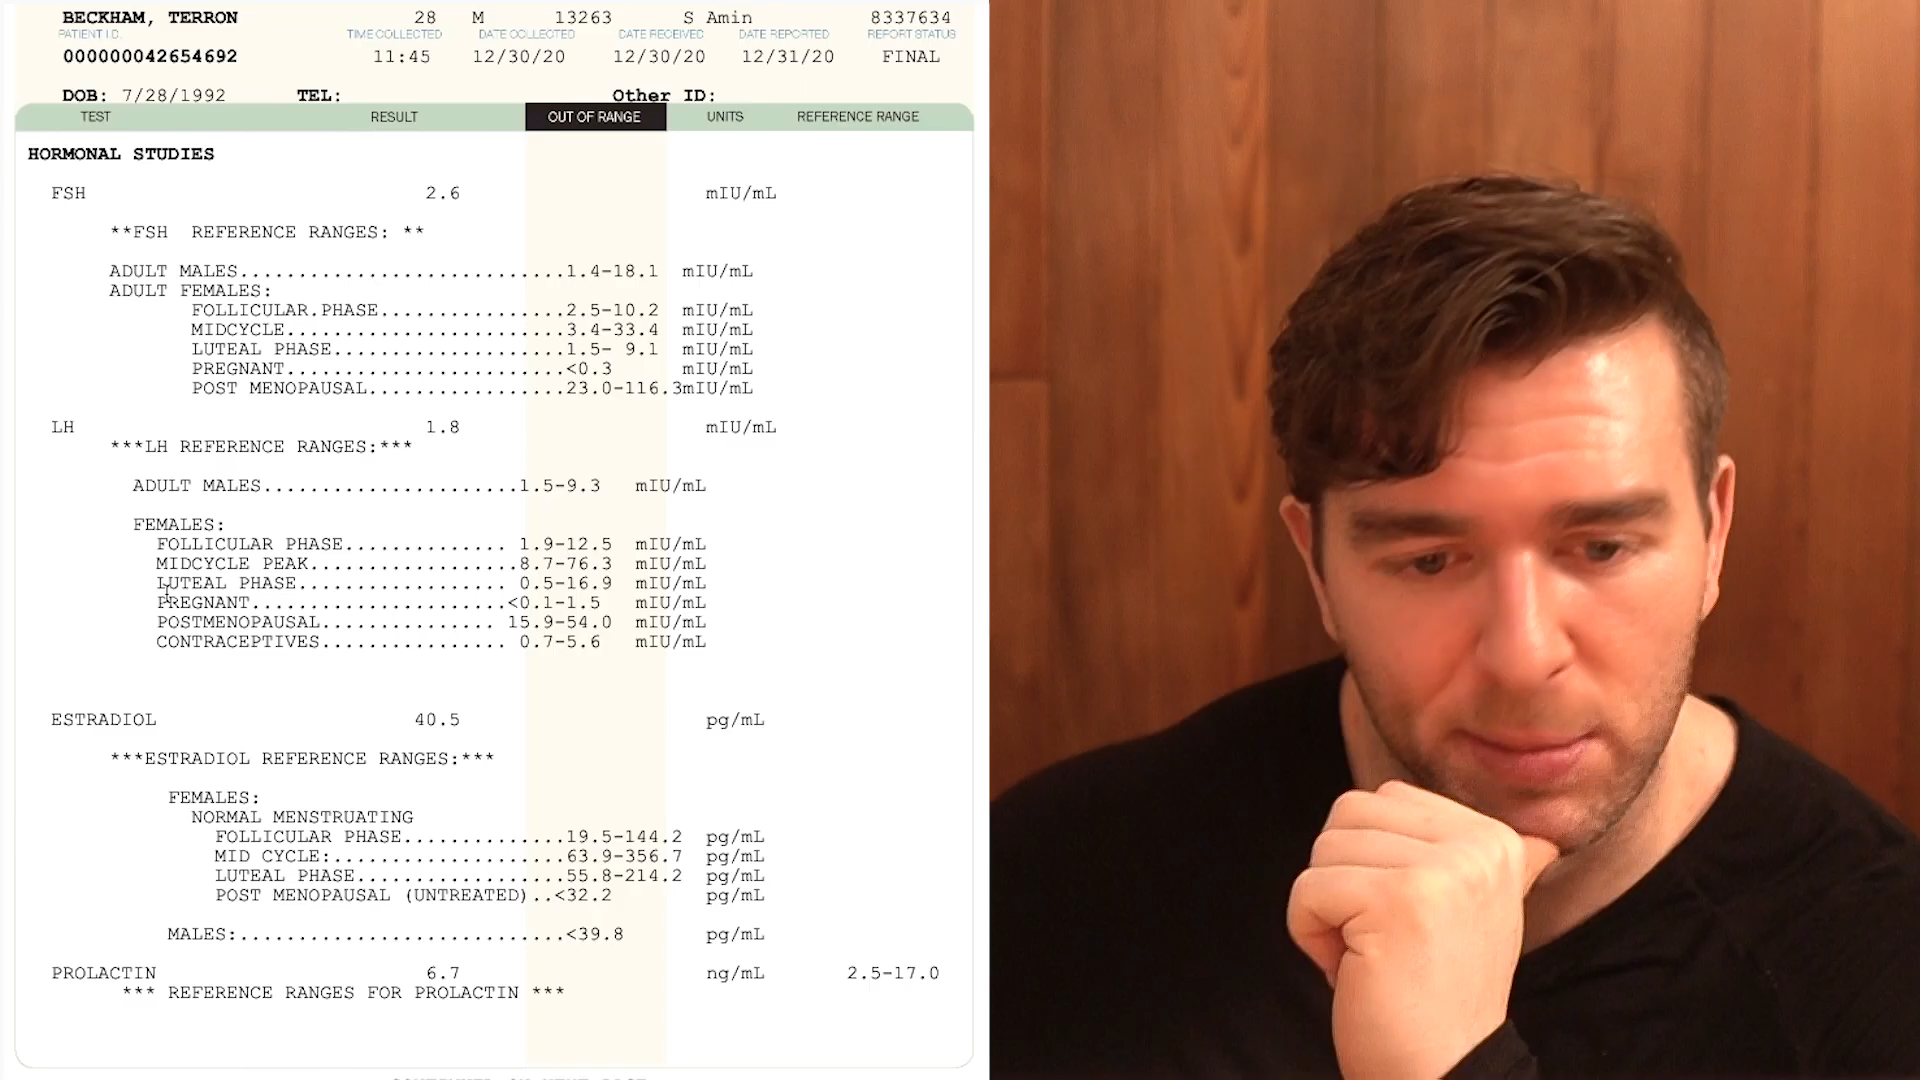 BECKHAM, TERRON 28 M 13263 S Amin 8337634
PATIENT I.D. TIME COLLECTED DATE COLLECTED DATE RECEIVED DATE REPORTED REPORT STATUS
000000042654692 11:45 12/30/20 12/30/20 12/31/20 FINAL
DOB: 7/28/1992 TEL: Other ID:
TEST RESULT OUT OF RANGE UNITS REFERENCE RANGE
HORMONAL STUDIES
FSH 2.6 mIU/mL
**FSH REFERENCE RANGES: **
ADULT MALES............................1.4-18.1 mIU/mL
ADULT FEMALES:
FOLLICULAR.PHASE................2.5-10.2 mIU/mL
MIDCYCLE........................3.4-33.4 mIU/mL
LUTEAL PHASE....................1.5- 9.1 mIU/mL
PREGNANT........................<0.3 mIU/mL
POST MENOPAUSAL.................23.0-116.3mIU/mL
LH 1.8 mIU/mL
***LH REFERENCE RANGES:***
ADULT MALES......................1.5-9.3 mIU/mL
FEMALES:
FOLLICULAR PHASE.............. 1.9-12.5 mIU/mL
MIDCYCLE PEAK..................8.7-76.3 mIU/mL
LUTEAL PHASE.................. 0.5-16.9 mIU/mL
PREGNANT......................<0.1-1.5 mIU/mL
POSTMENOPAUSAL............... 15.9-54.0 mIU/mL
CONTRACEPTIVES................ 0.7-5.6 mIU/mL
ESTRADIOL 40.5 pg/mL
***ESTRADIOL REFERENCE RANGES:***
FEMALES:
NORMAL MENSTRUATING
FOLLICULAR PHASE..............19.5-144.2 pg/mL
MID CYCLE:....................63.9-356.7 pg/mL
LUTEAL PHASE..................55.8-214.2 pg/mL
POST MENOPAUSAL (UNTREATED)..<32.2 pg/mL
MALES:............................<39.8 pg/mL
PROLACTIN 6.7 ng/mL 2.5-17.0
*** REFERENCE RANGES FOR PROLACTIN ***